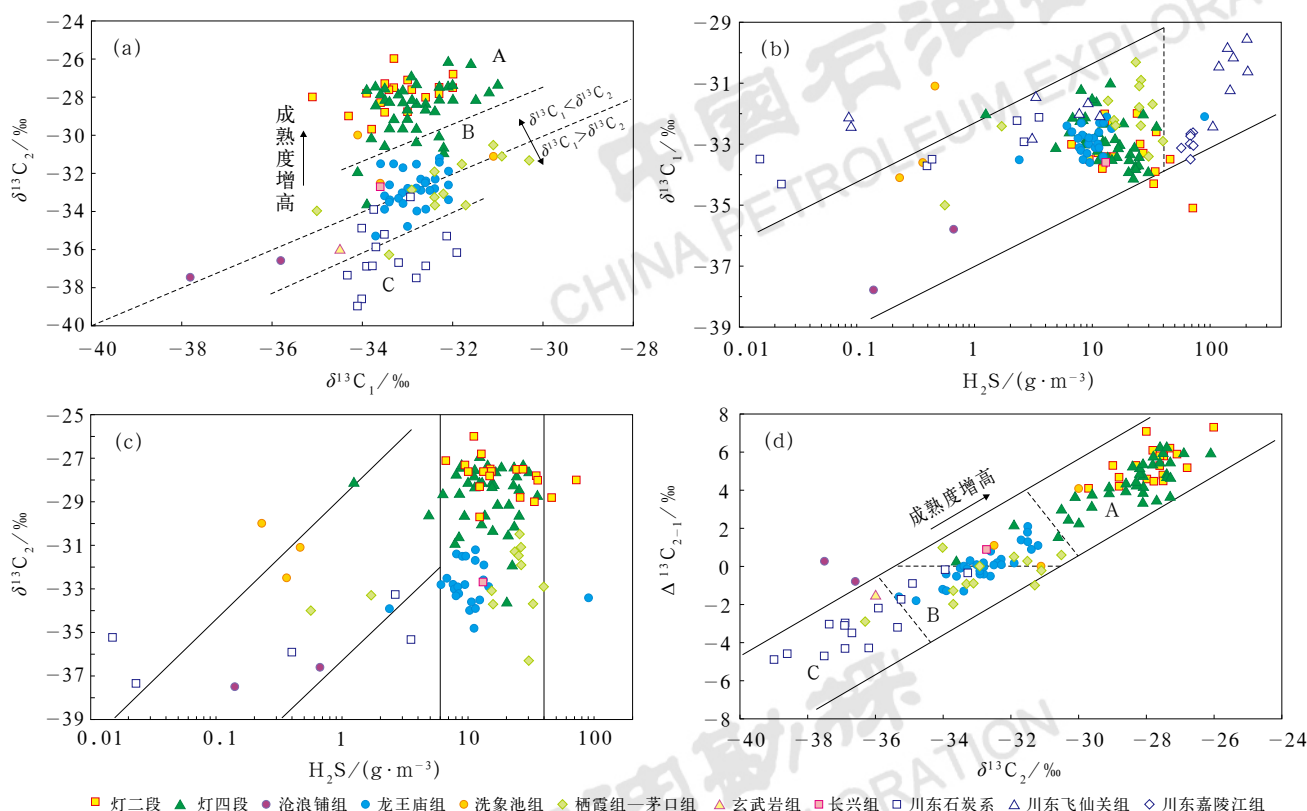 (a)
δ¹³C₂/‰
−24
−26
−28
−30
−32
−34
−36
−38
−40
A
B
C
成熟度增高
δ¹³C₁<δ¹³C₂
δ¹³C₁>δ¹³C₂
−40 −38 −36 −34 −32 −30 −28
δ¹³C₁/‰
(b)
δ¹³C₁/‰
−29
−31
−33
−35
−37
−39
0.01 0.1 1 10 100
H₂S/(g·m⁻³)
(c)
δ¹³C₂/‰
−25
−27
−29
−31
−33
−35
−37
−39
0.01 0.1 1 10 100
H₂S/(g·m⁻³)
(d)
Δ¹³C₂₋₁/‰
8
6
4
2
0
−2
−4
−6
−8
成熟度增高
A
B
C
−40 −38 −36 −34 −32 −30 −28 −26 −24
δ¹³C₂/‰
灯二段 灯四段 沧浪铺组 龙王庙组 洗象池组 栖霞组—茅口组 玄武岩组 长兴组 川东石炭系 川东飞仙关组 川东嘉陵江组
CHINA PETROLEUM EXPLORATION